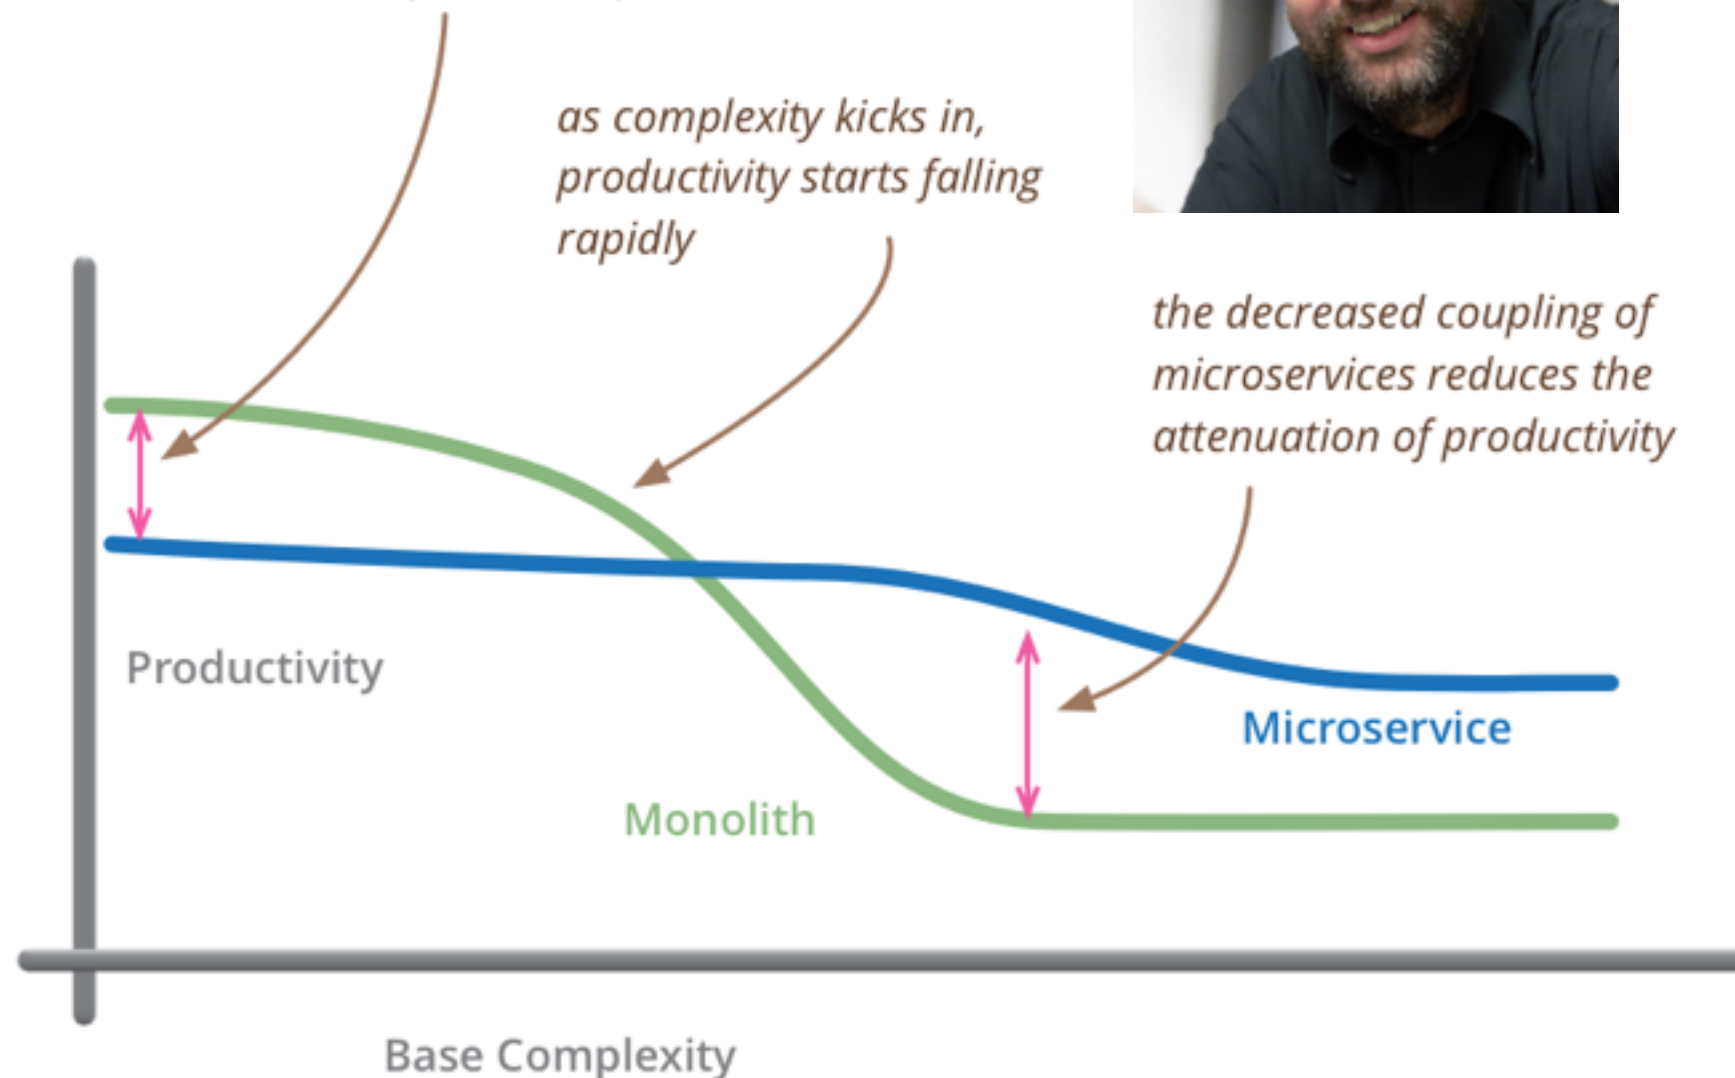 as complexity kicks in,
productivity starts falling
rapidly
the decreased coupling of
microservices reduces the
attenuation of productivity
Productivity
Microservice
Monolith
Base Complexity